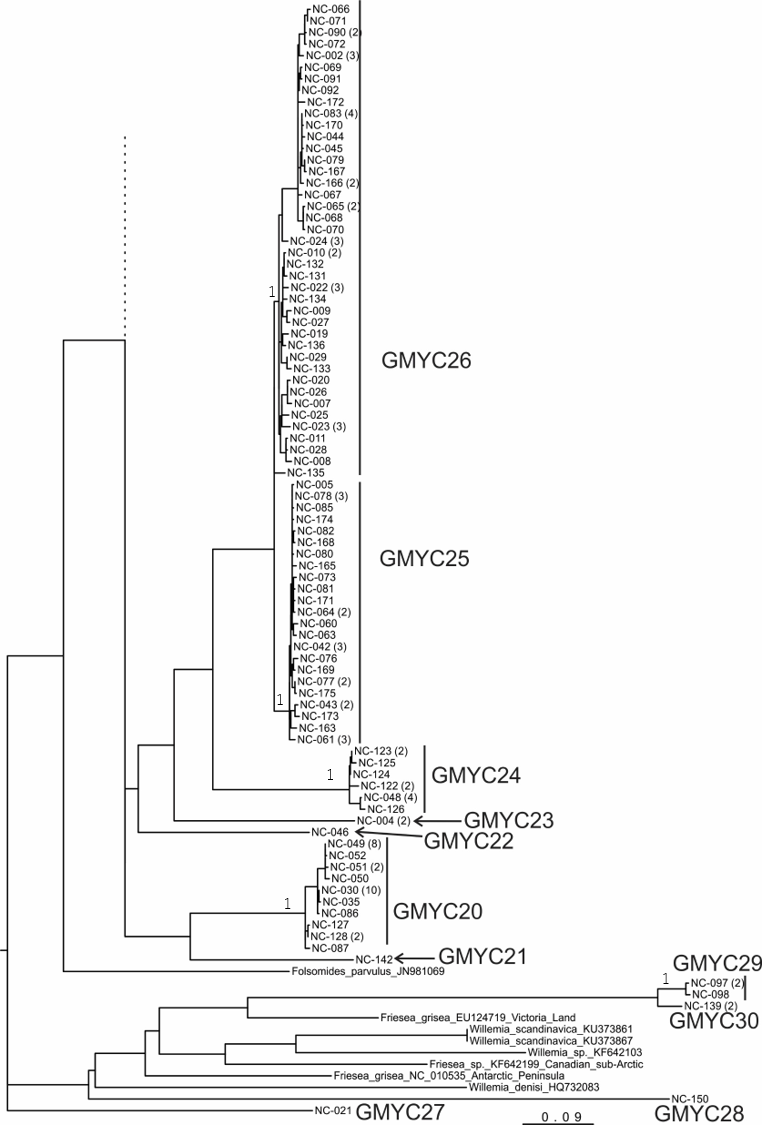 NC-066
NC-071
NC-090 (2)
NC-072
NC-002 (3)
NC-069
NC-091
NC-092
NC-172
NC-083 (4)
NC-170
NC-044
NC-045
NC-079
NC-167
NC-166 (2)
NC-067
NC-065 (2)
NC-068
NC-070
NC-024 (3)
NC-010 (2)
NC-132
NC-131
NC-022 (3)
1
NC-134
NC-009
NC-027
NC-019
NC-136
NC-029
GMYC26
NC-133
NC-020
NC-026
NC-007
NC-025
NC-023 (3)
NC-011
NC-028
NC-008
NC-135
NC-005
NC-078 (3)
NC-085
NC-174
NC-082
NC-168
NC-080
GMYC25
NC-165
NC-073
NC-081
NC-171
NC-064 (2)
NC-060
NC-063
NC-042 (3)
NC-076
NC-169
NC-077 (2)
NC-175
1
NC-043 (2)
NC-173
NC-163
NC-061 (3)
NC-123 (2)
NC-125
1
NC-124
GMYC24
NC-122 (2)
NC-048 (4)
NC-126
NC-004 (2)
GMYC23
NC-046
GMYC22
NC-049 (8)
NC-052
NC-051 (2)
NC-050
NC-030 (10)
1
NC-035
NC-086
GMYC20
NC-127
NC-128 (2)
NC-087
NC-142
GMYC21
Folsomides_parvulus_JN981069
GMYC29
1
NC-097 (2)
NC-098
NC-139 (2)
GMYC30
Friesea_grisea_EU124719_Victoria_Land
Willemia_scandinavica_KU373861
Willemia_scandinavica_KU373867
Willemia_sp._KF642103
Friesea_sp._KF642199_Canadian_sub-Arctic
Friesea_grisea_NC_010535_Antarctic_Peninsula
Willemia_denisi_HQ732083
NC-150
NC-021 GMYC27
GMYC28
0.09